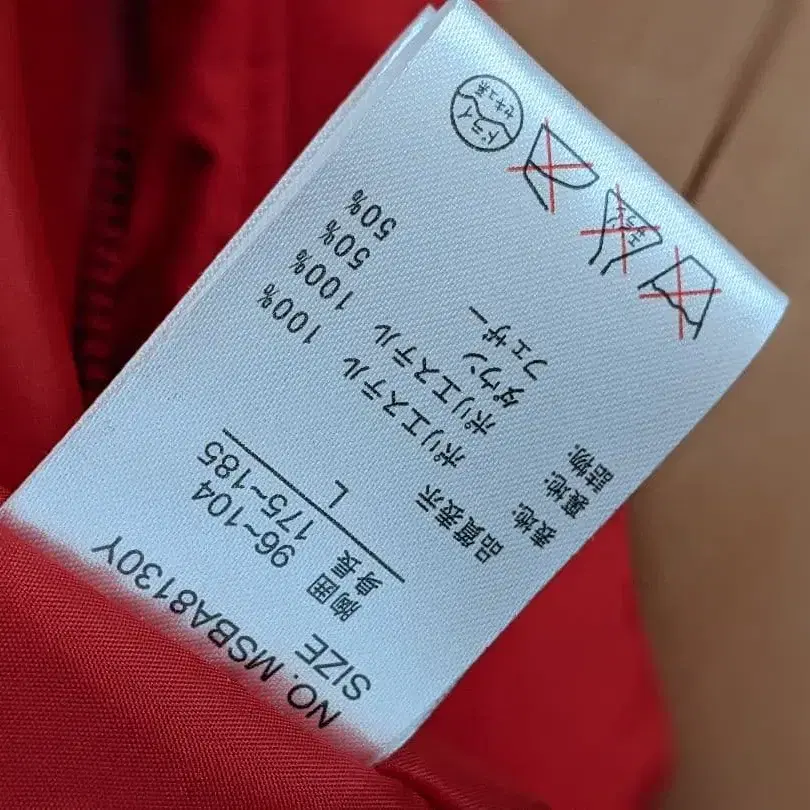 NO. MSBA8130Y
SIZE
胸囲 96~104
身長 175~185
L
品質表示
表地: ポリエステル 100%
裏地: ポリエステル 100%
詰物: ダウン 50%
フェザー 50%
ドライ
セキユ系